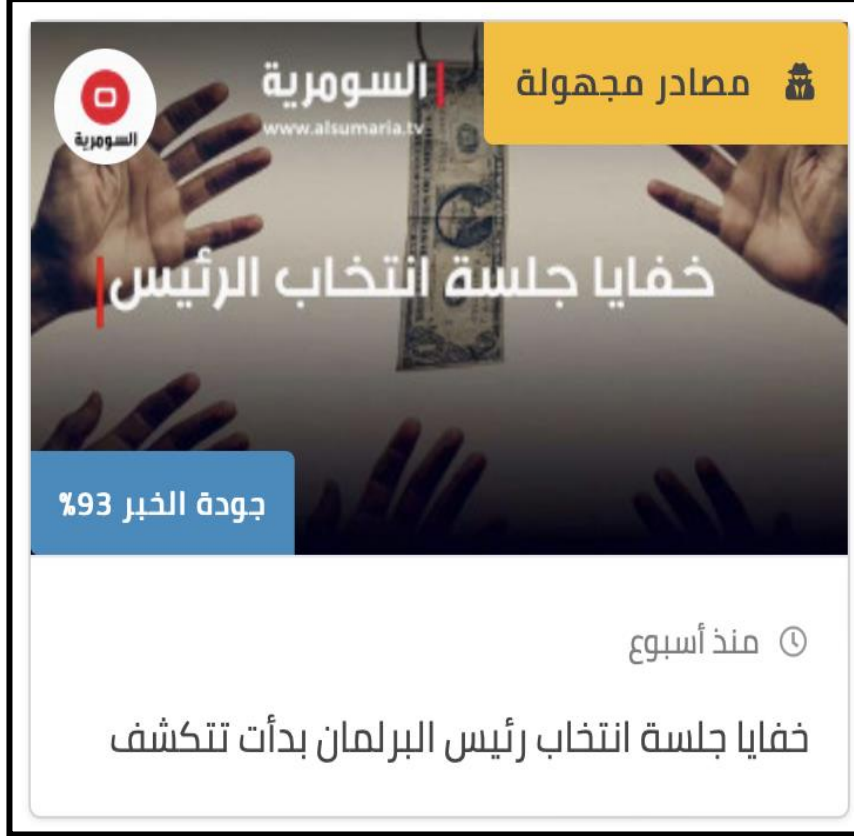 مصادر مجهولة
السومرية
www.alsumaria.tv
السومرية
خفايا جلسة انتخاب الرئيس
جودة الخبر 93%
منذ أسبوع
خفايا جلسة انتخاب رئيس البرلمان بدأت تتكشف